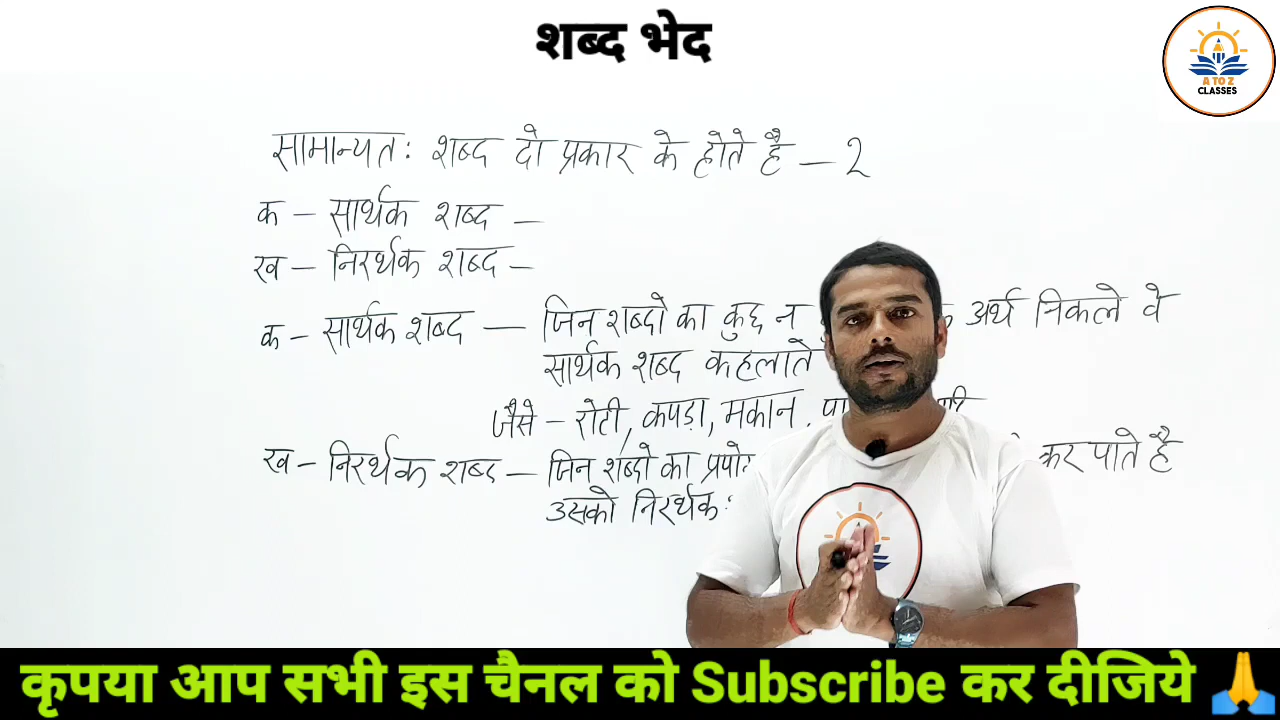 शब्द भेद
A TO Z
CLASSES
सामान्यतः शब्द दो प्रकार के होते है – 2
क – सार्थक शब्द –
ख – निरर्थक शब्द –
क – सार्थक शब्द – जिन शब्दो का कुछ न अर्थ निकले वे
सार्थक शब्द कहलाते
जैसे – रोटी, कपड़ा, मकान,
ख – निरर्थक शब्द – जिन शब्दो का कर पाते है
उसको निरर्थक:
कृपया आप सभी इस चैनल को Subscribe कर दीजिये 🙏